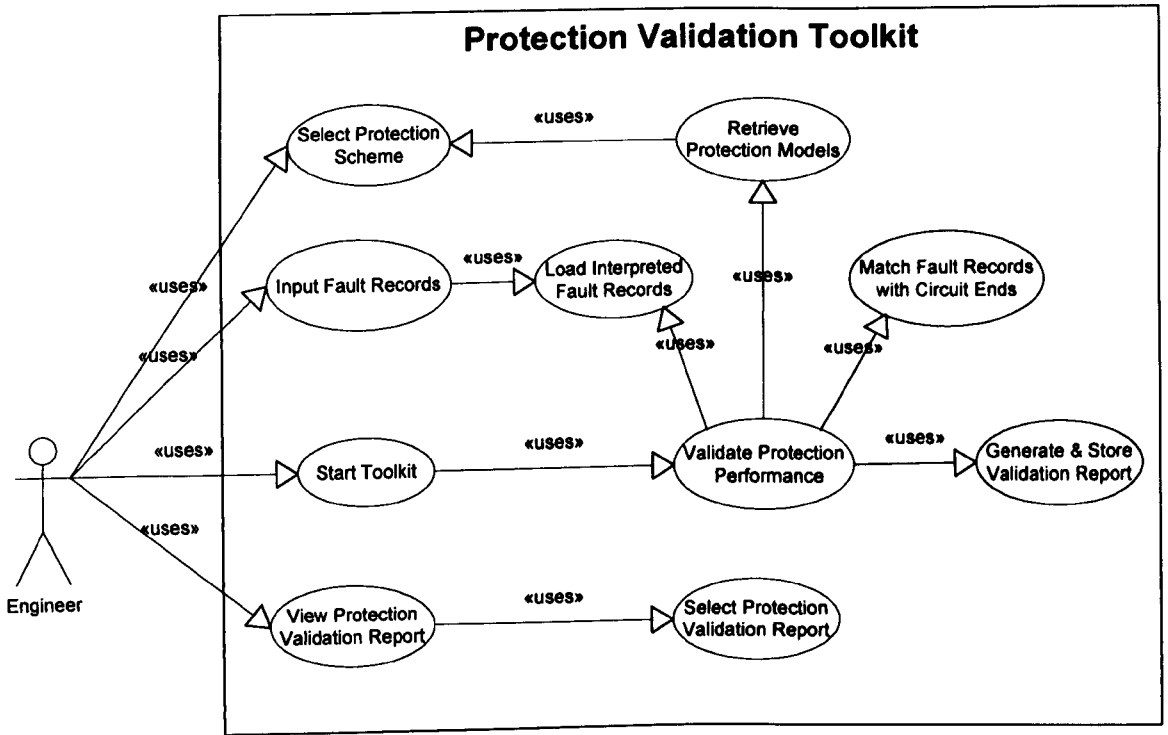 Protection Validation Toolkit
Select Protection
Scheme
«uses»
Retrieve
Protection Models
«uses»
Input Fault Records
«uses»
Load Interpreted
Fault Records
«uses»
Match Fault Records
with Circuit Ends
«uses»
«uses»
«uses»
«uses»
Start Toolkit
«uses»
Validate Protection
Performance
«uses»
Generate & Store
Validation Report
«uses»
Engineer
View Protection
Validation Report
«uses»
Select Protection
Validation Report